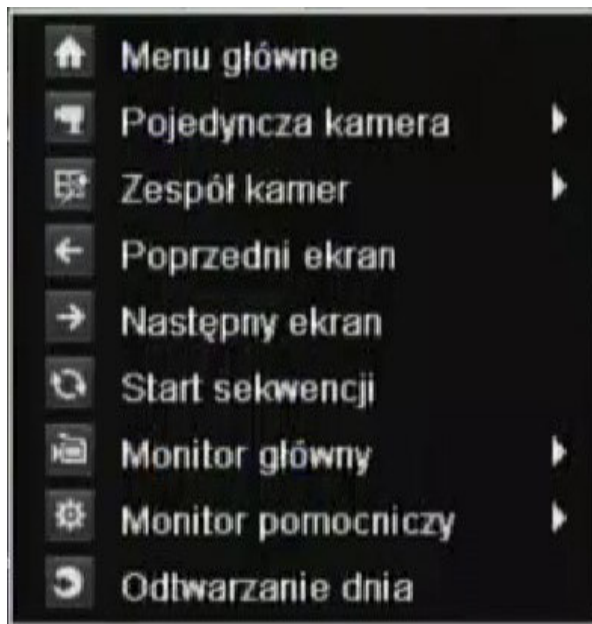 Menu główne
Pojedyncza kamera
Zespół kamer
Poprzedni ekran
Następny ekran
Start sekwencji
Monitor główny
Monitor pomocniczy
Odtwarzanie dnia